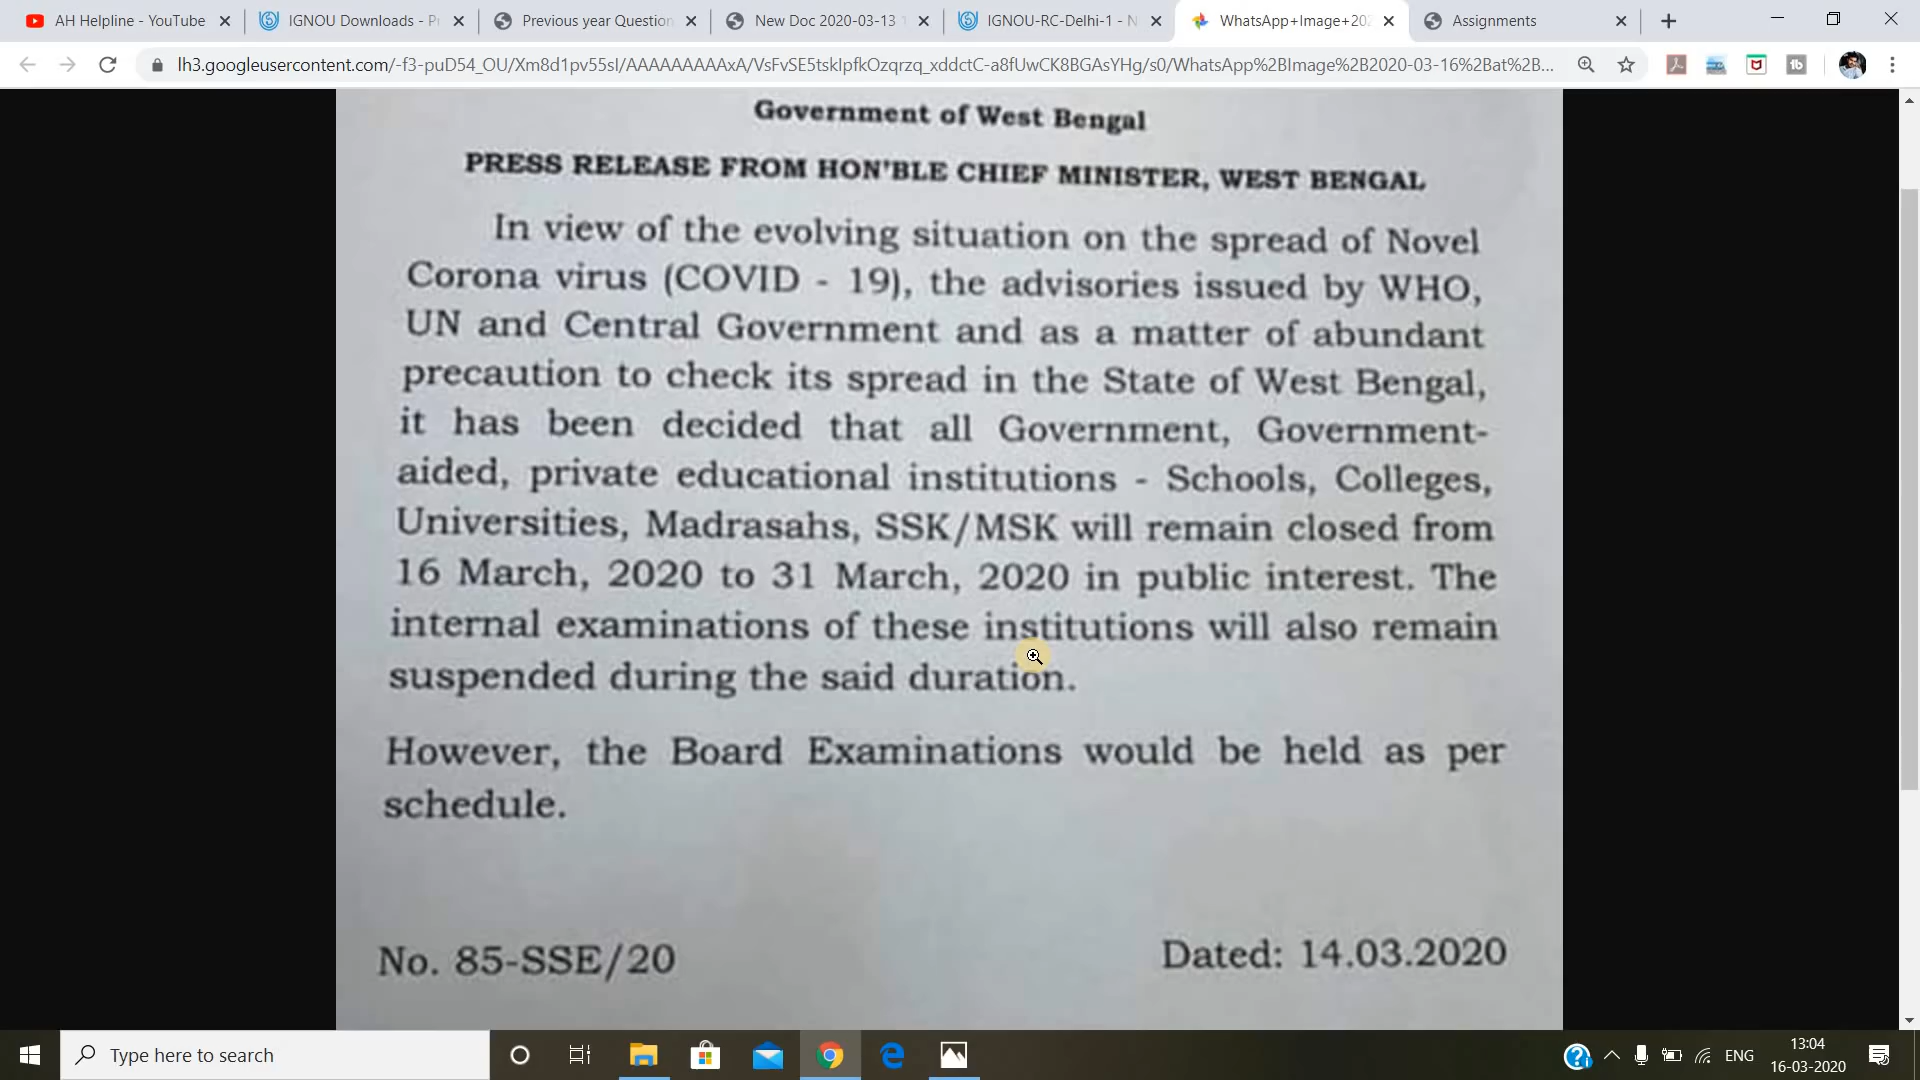 AH Helpline - YouTube
IGNOU Downloads - P
Previous year Question
New Doc 2020-03-13
IGNOU-RC-Delhi-1 - N
WhatsApp+Image+202
Assignments
lh3.googleusercontent.com/-f3-puD54_OU/Xm8d1pv55sI/AAAAAAAAAxA/VsFvSE5tskIpfkOzqrzq_xddctC-a8fUwCK8BGAsYHg/s0/WhatsApp%2BImage%2B2020-03-16%2Bat%2B...
Government of West Bengal
PRESS RELEASE FROM HON'BLE CHIEF MINISTER, WEST BENGAL
In view of the evolving situation on the spread of Novel
Corona virus (COVID - 19), the advisories issued by WHO,
UN and Central Government and as a matter of abundant
precaution to check its spread in the State of West Bengal,
it has been decided that all Government, Government-
aided, private educational institutions - Schools, Colleges,
Universities, Madrasahs, SSK/MSK will remain closed from
16 March, 2020 to 31 March, 2020 in public interest. The
internal examinations of these institutions will also remain
suspended during the said duration.
However, the Board Examinations would be held as per
schedule.
No. 85-SSE/20
Dated: 14.03.2020
Type here to search
ENG
13:04
16-03-2020